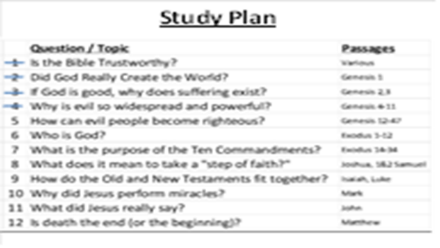 Study Plan
Question / Topic Passages
1 Is the Bible Trustworthy? Various
2 Did God Really Create the World? Genesis 1
3 If God is good, why does suffering exist? Genesis 2,3
4 Why is evil so widespread and powerful? Genesis 4-11
5 How can evil people become righteous? Genesis 12-47
6 Who is God? Exodus 1-12
7 What is the purpose of the Ten Commandments? Exodus 14-34
8 What does it mean to take a "step of faith?" Joshua, 1&2 Samuel
9 How do the Old and New Testaments fit together? Isaiah, Luke
10 Why did Jesus perform miracles? Mark
11 What did Jesus really say? John
12 Is death the end (or the beginning)? Matthew